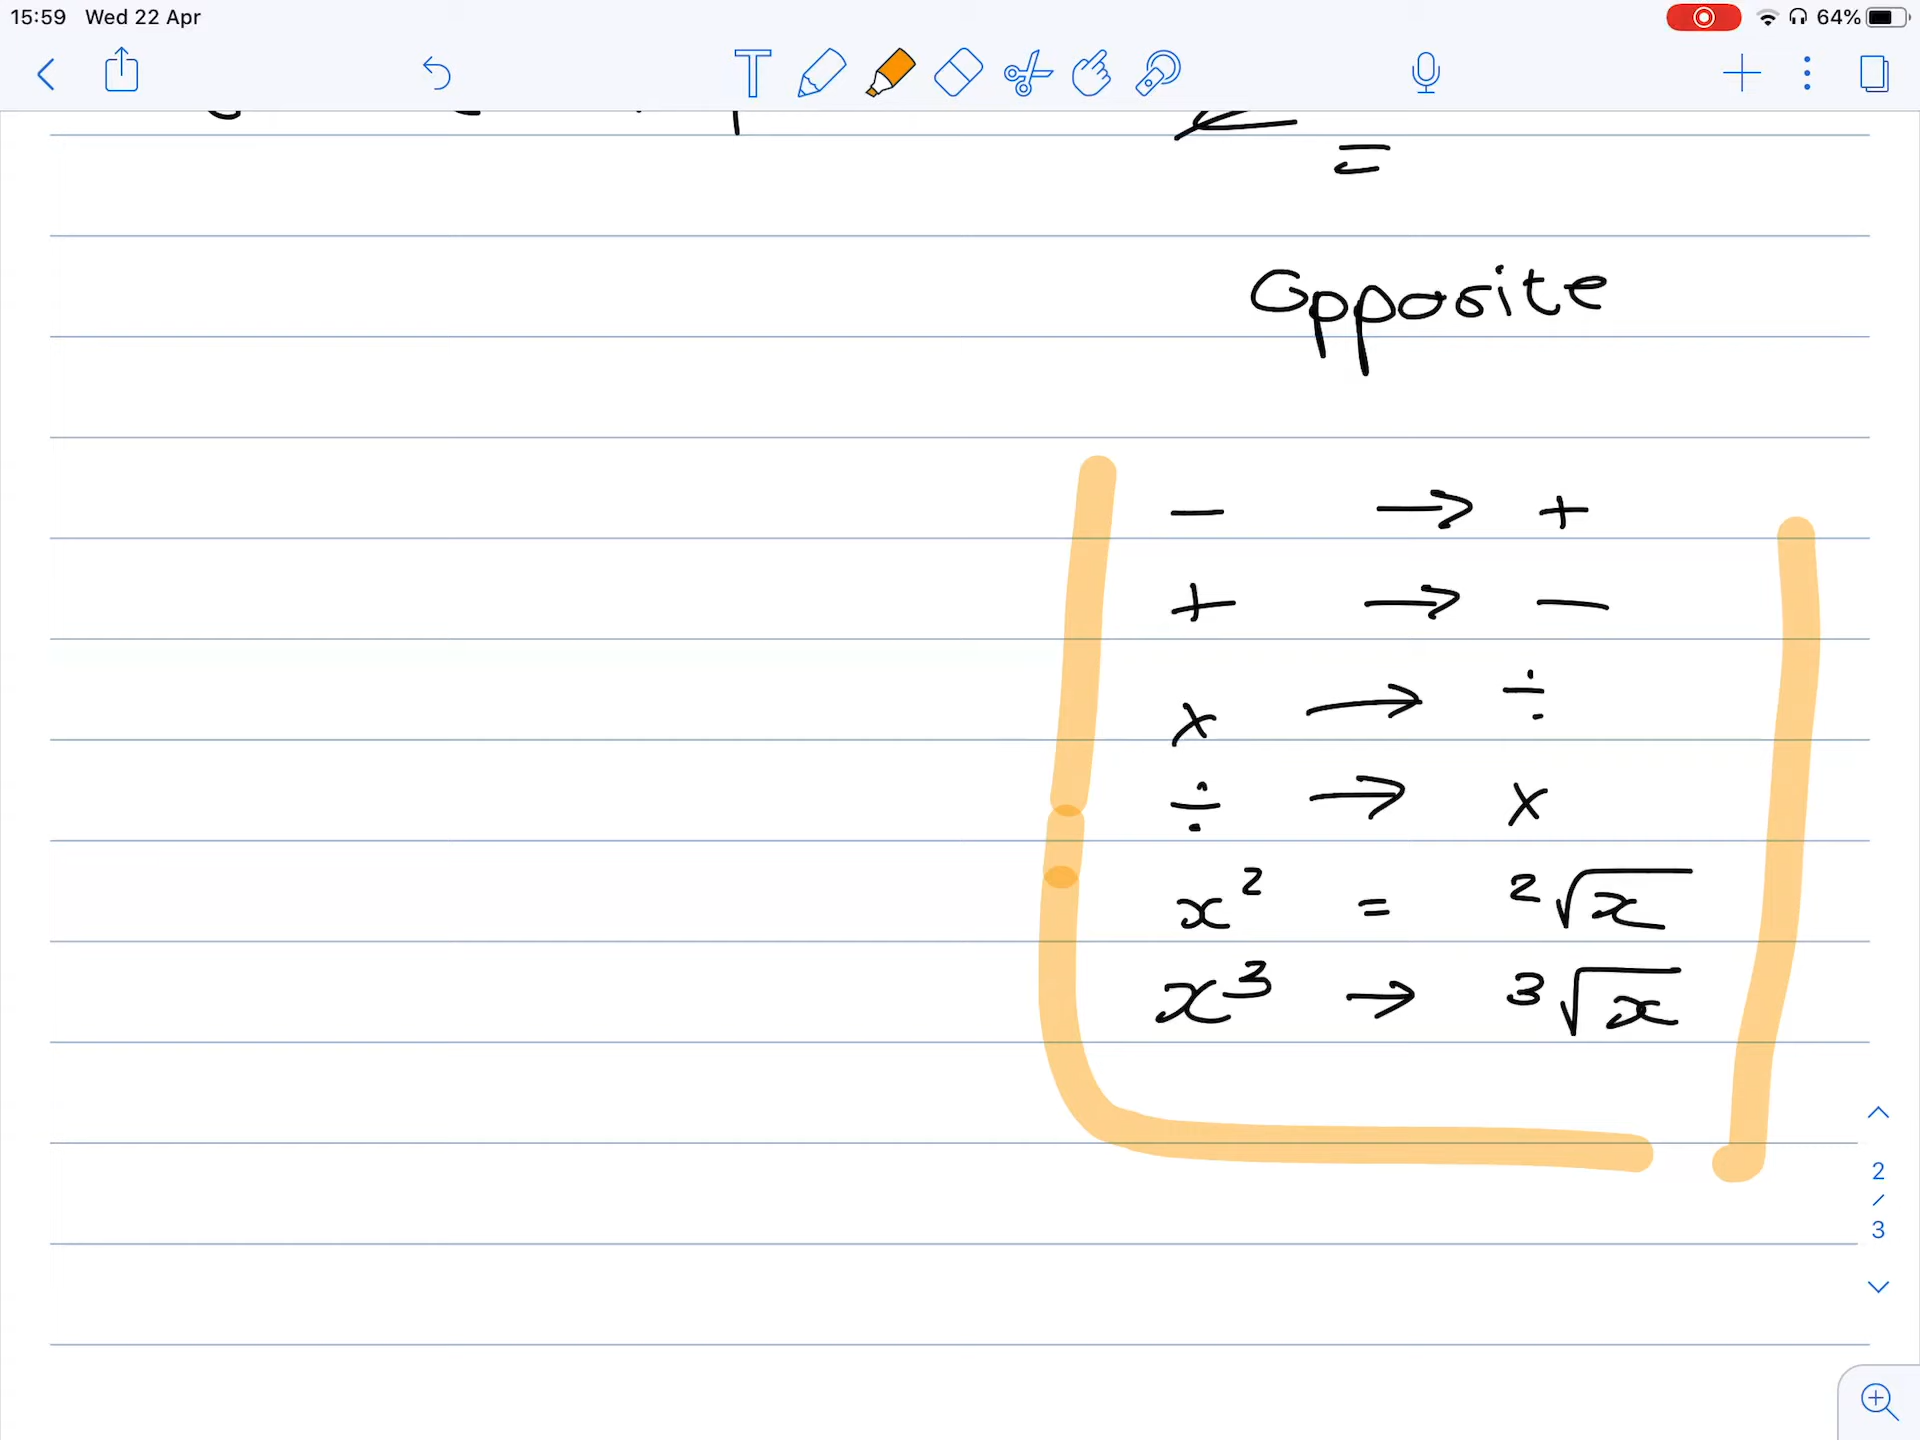 15:59 Wed 22 Apr 64%
T
=
Opposite
− → +
+ → −
× → ÷
÷ → ×
x² = ²√x
x³ → ³√x
2
/
3